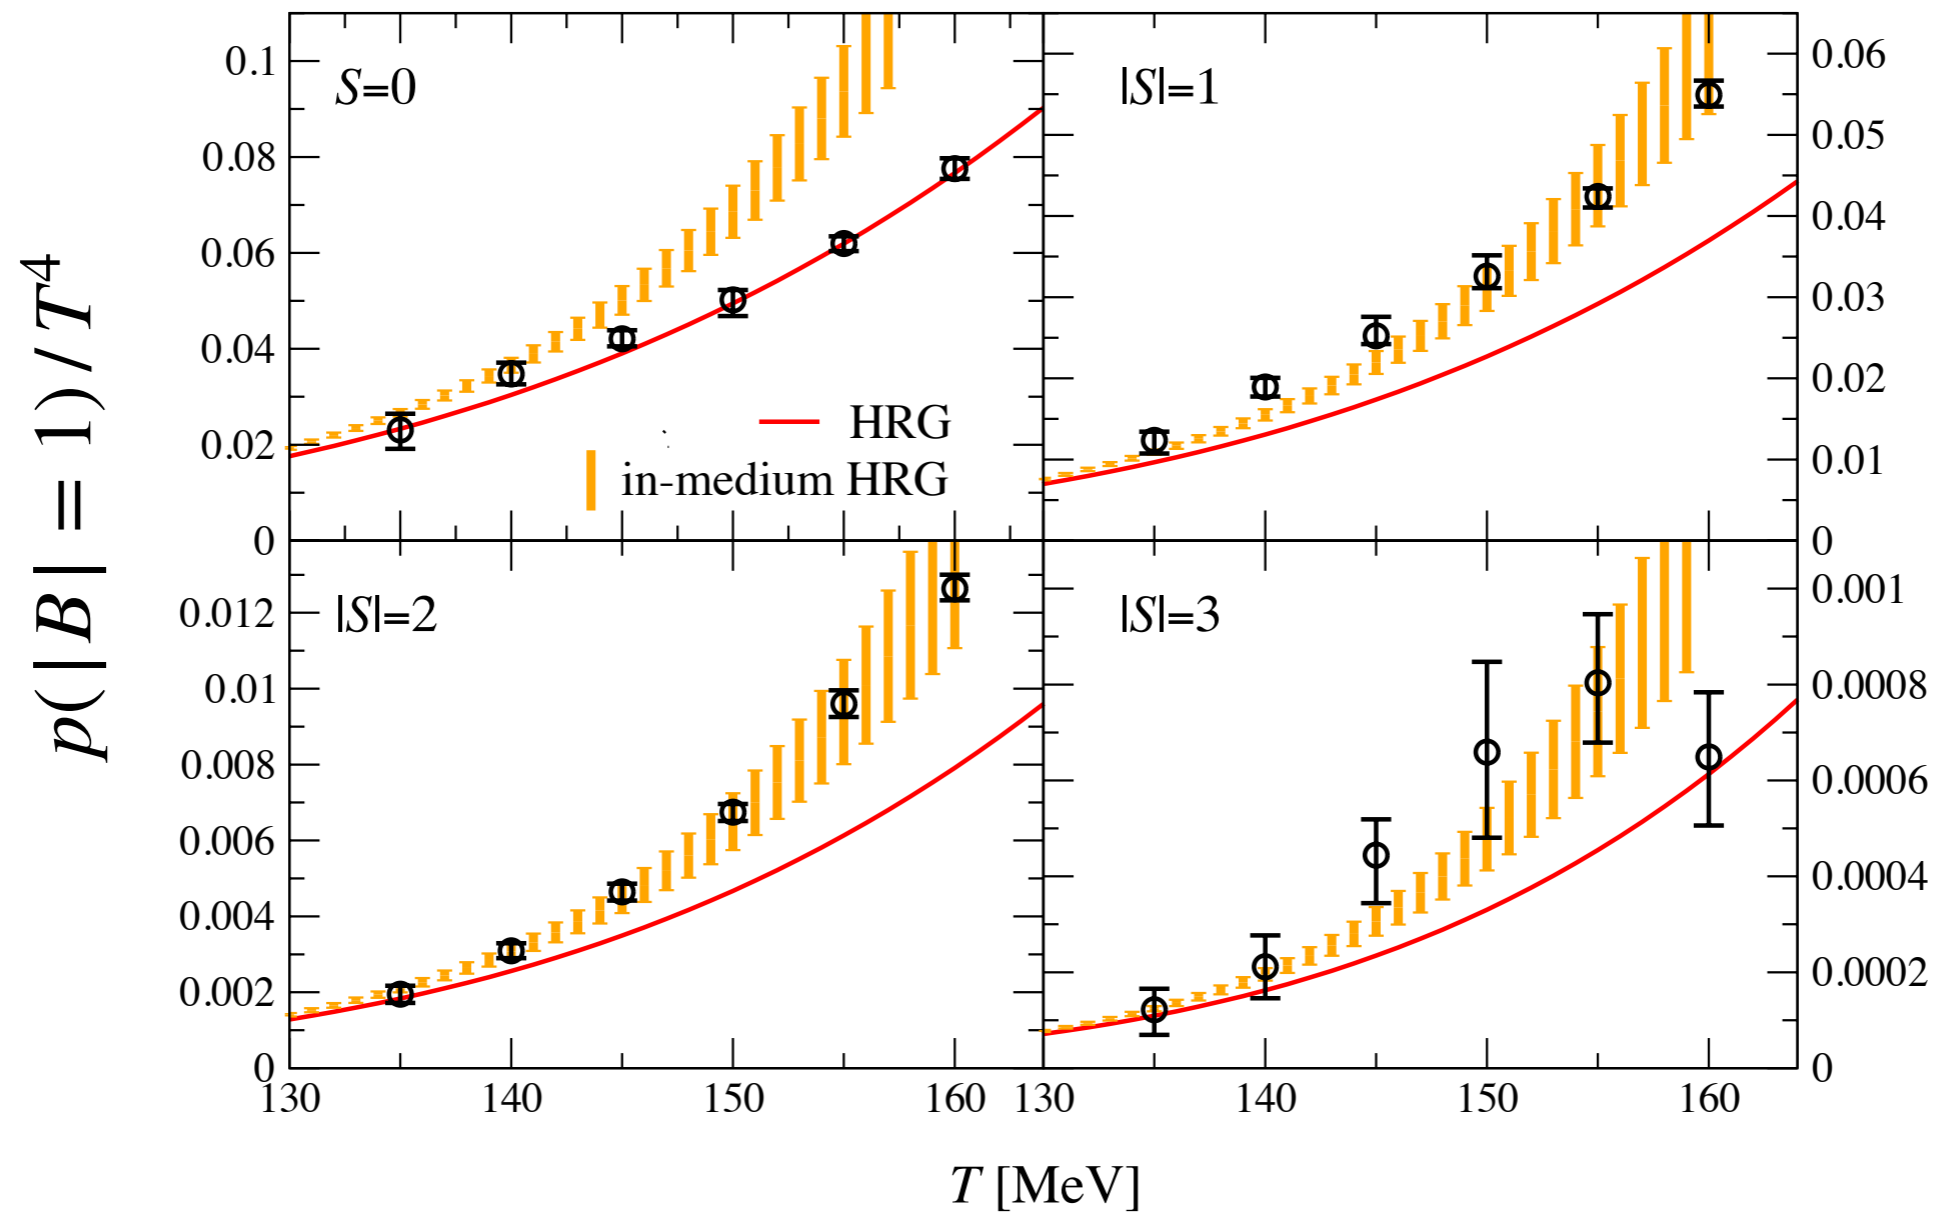 p(|B| = 1) / T⁴
S=0
0.1
0.08
0.06
0.04
0.02
0
HRG
in-medium HRG
|S|=1
0.06
0.05
0.04
0.03
0.02
0.01
0
|S|=2
0.012
0.01
0.008
0.006
0.004
0.002
0
|S|=3
0.001
0.0008
0.0006
0.0004
0.0002
0
130 140 150 160 130 140 150 160
T [MeV]